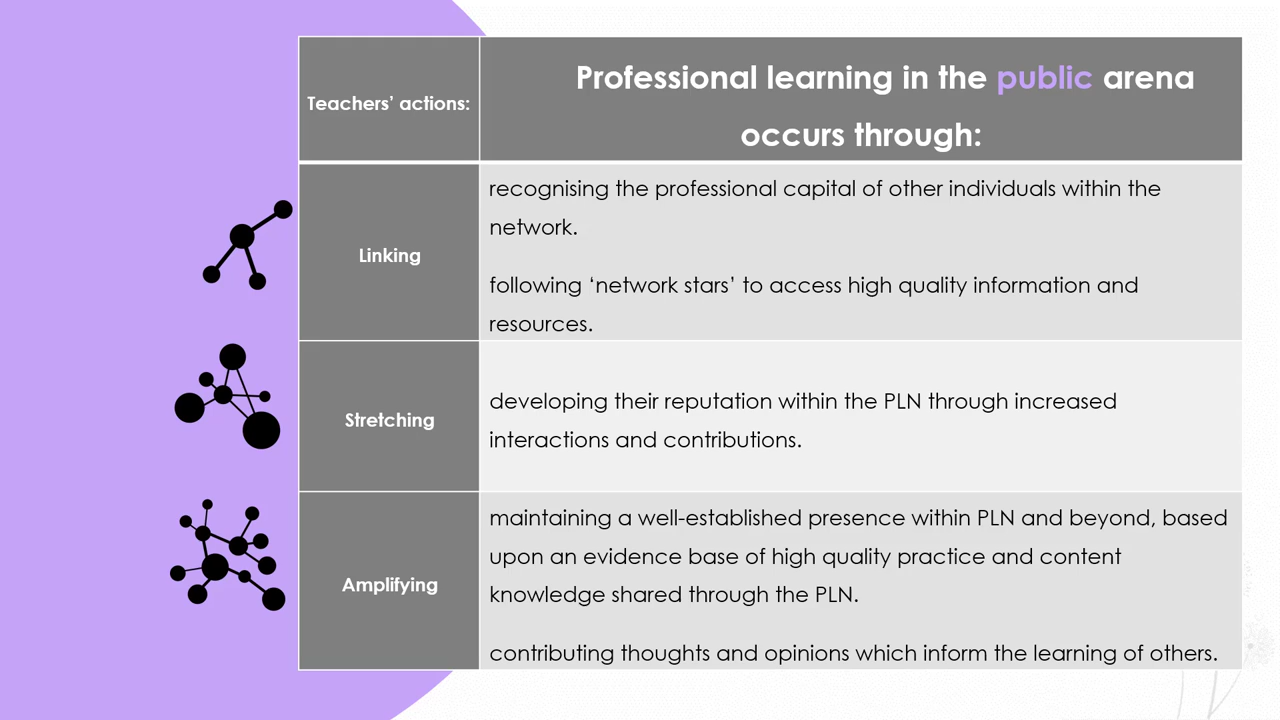 Teachers’ actions:
Professional learning in the public arena
occurs through:
Linking
recognising the professional capital of other individuals within the
network.
following ‘network stars’ to access high quality information and
resources.
Stretching
developing their reputation within the PLN through increased
interactions and contributions.
Amplifying
maintaining a well-established presence within PLN and beyond, based
upon an evidence base of high quality practice and content
knowledge shared through the PLN.
contributing thoughts and opinions which inform the learning of others.